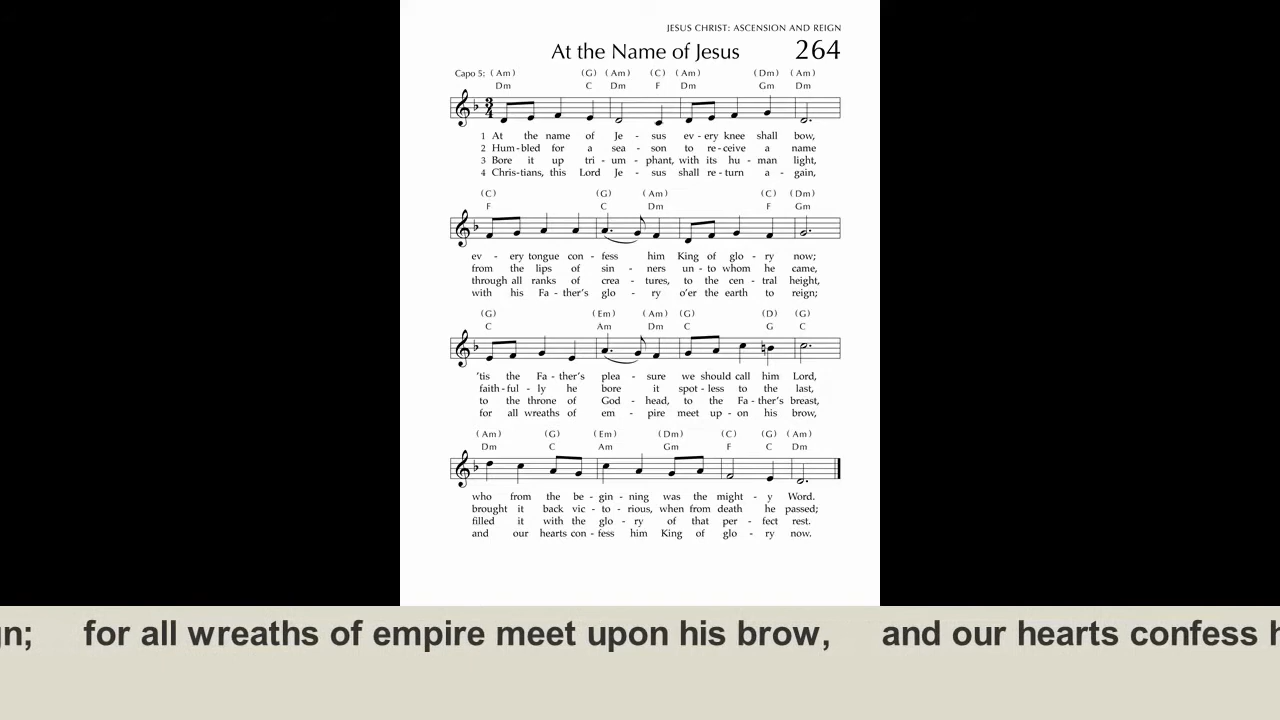 JESUS CHRIST: ASCENSION AND REIGN
At the Name of Jesus 264
Capo 5: (Am) (G) (Am) (C) (Am) (Dm) (Am)
Dm C Dm F Dm Gm Dm
3
4
1 At the name of Je - sus ev - ery knee shall bow,
2 Hum - bled for a sea - son to re - ceive a name
3 Bore it up tri - um - phant, with its hu - man light,
4 Chris - tians, this Lord Je - sus shall re - turn a - gain,
(C) (G) (Am) (C) (Dm)
F C Dm F Gm
ev - ery tongue con - fess him King of glo - ry now;
from the lips of sin - ners un - to whom he came,
through all ranks of crea - tures, to the cen - tral height,
with his Fa - ther's glo - ry o'er the earth to reign;
(G) (Em) (Am) (G) (D) (G)
C Am Dm C G C
'tis the Fa - ther's plea - sure we should call him Lord,
faith - ful - ly he bore it spot - less to the last,
to the throne of God - head, to the Fa - ther's breast,
for all wreaths of em - pire meet up - on his brow,
(Am) (G) (Em) (Dm) (C) (G) (Am)
Dm C Am Gm F C Dm
who from the be - gin - ning was the might - y Word.
brought it back vic - to - rious, when from death he passed;
filled it with the glo - ry of that per - fect rest.
and our hearts con - fess him King of glo - ry now.
gn; for all wreaths of empire meet upon his brow, and our hearts confess h